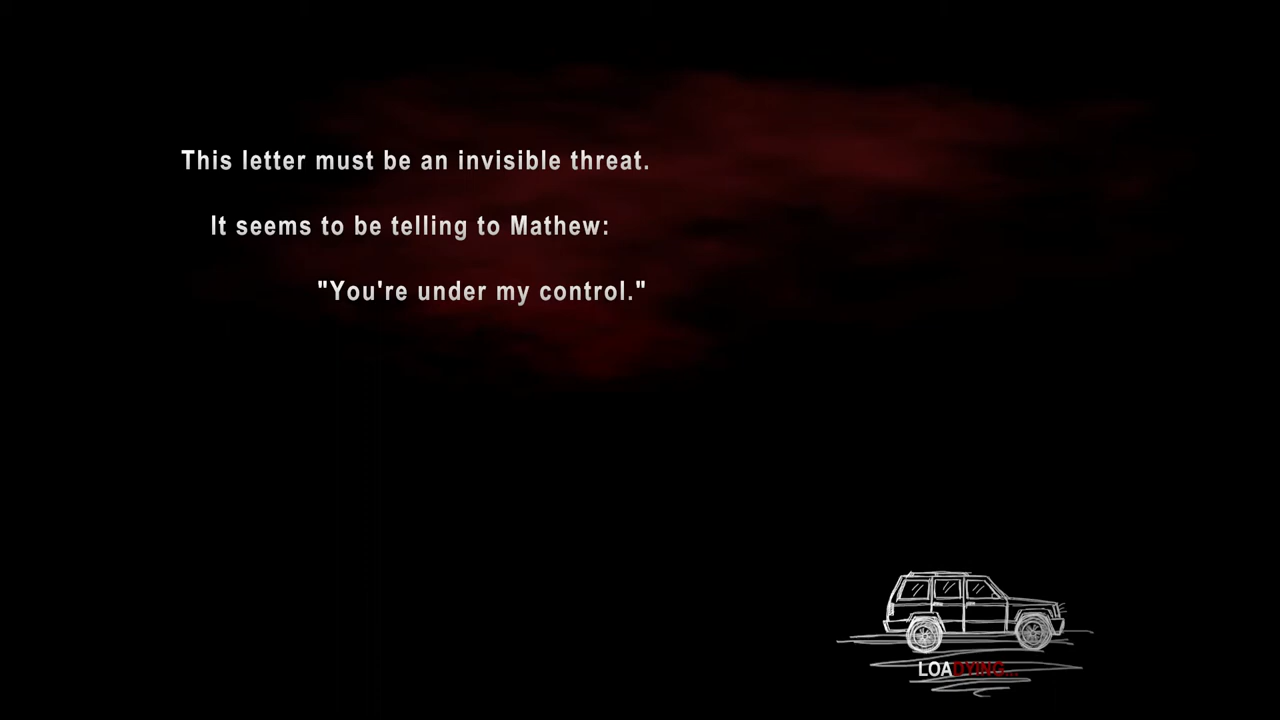 This letter must be an invisible threat.
It seems to be telling to Mathew:
"You're under my control."
LOADYING...